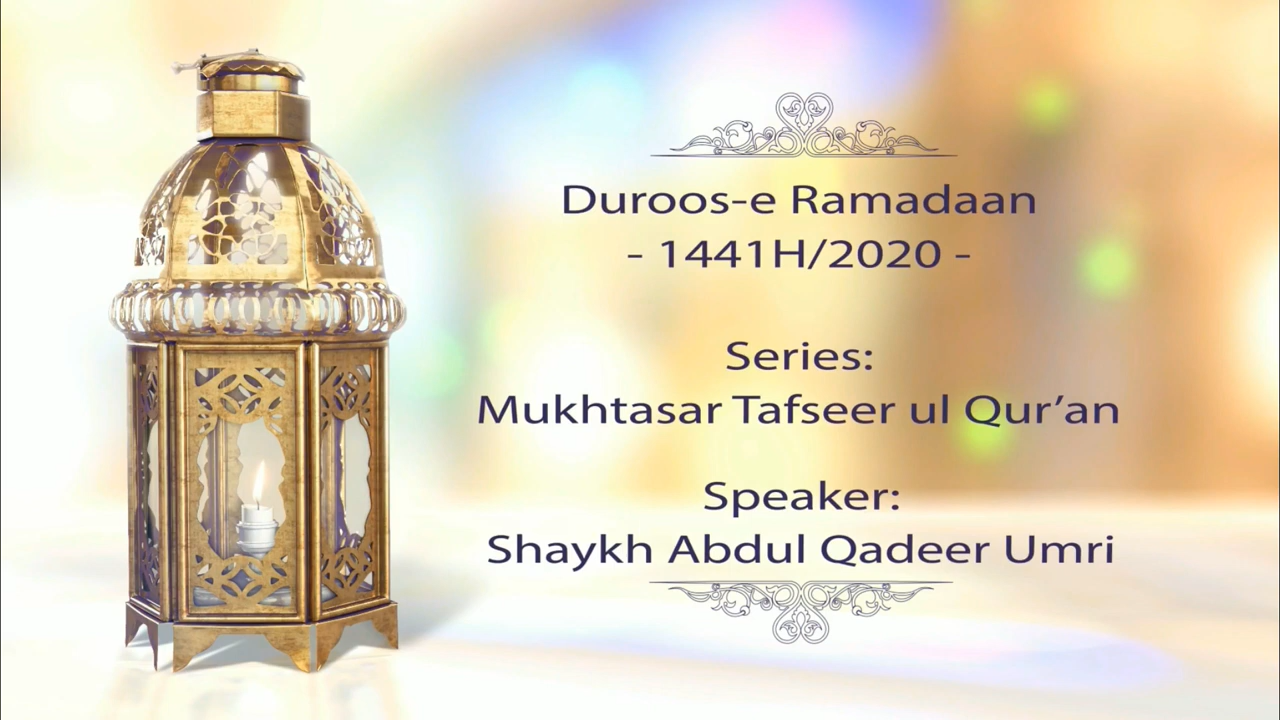 Duroos-e Ramadaan
- 1441H/2020 -
Series:
Mukhtasar Tafseer ul Qur’an
Speaker:
Shaykh Abdul Qadeer Umri